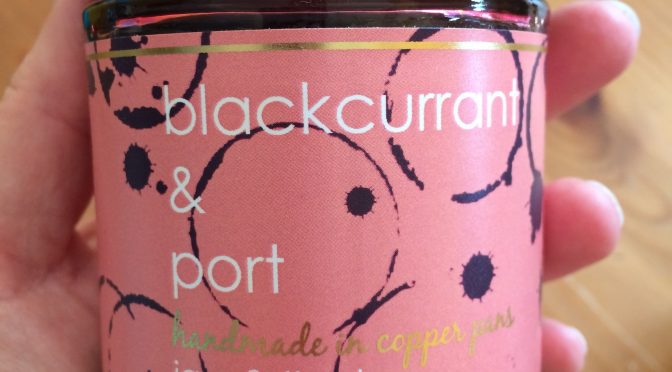 blackcurrant
&
port
handmade in copper pans